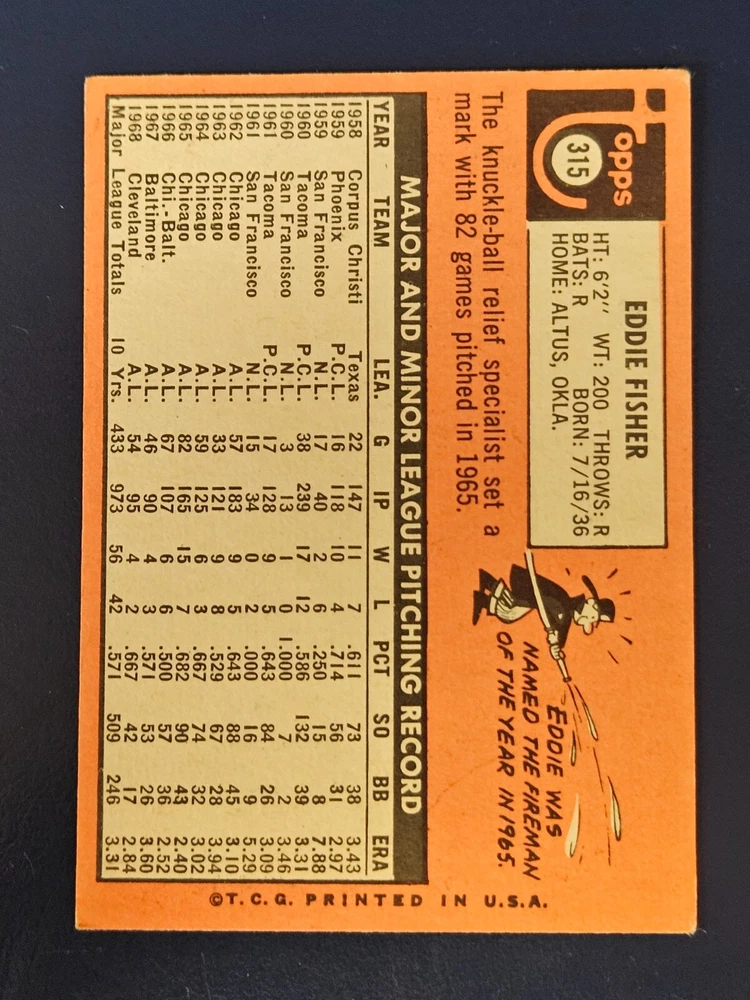 Topps
315
EDDIE FISHER
HT: 6'2'' WT: 200 THROWS: R
BATS: R BORN: 7/16/36
HOME: ALTUS, OKLA.
The knuckle-ball relief specialist set a
mark with 82 games pitched in 1965.
EDDIE WAS
NAMED THE FIREMAN
OF THE YEAR IN 1965.
MAJOR AND MINOR LEAGUE PITCHING RECORD
YEAR TEAM LEA. G IP W L PCT SO BB ERA
1958 Corpus Christi Texas 22 147 11 7 .611 73 38 3.43
1959 Phoenix P.C.L. 16 118 10 4 .714 56 31 2.97
1959 San Francisco N.L. 17 40 2 6 .250 15 8 7.88
1960 Tacoma P.C.L. 38 239 17 12 .586 132 39 3.31
1960 San Francisco N.L. 3 13 1 0 1.000 7 2 3.46
1961 Tacoma P.C.L. 17 128 9 5 .643 84 26 3.09
1961 San Francisco N.L. 15 34 0 2 .000 16 9 5.29
1962 Chicago A.L. 57 183 9 5 .643 88 45 3.10
1963 Chicago A.L. 33 121 9 8 .529 67 28 3.94
1964 Chicago A.L. 59 125 6 3 .667 74 32 3.02
1965 Chicago A.L. 82 165 15 7 .682 90 43 2.40
1966 Chi.-Balt. A.L. 67 107 6 6 .500 57 36 2.52
1967 Baltimore A.L. 46 90 4 3 .571 53 26 3.60
1968 Cleveland A.L. 54 95 4 2 .667 42 17 2.84
Major League Totals 10 Yrs. 433 973 56 42 .571 509 246 3.31
©T.C.G. PRINTED IN U.S.A.